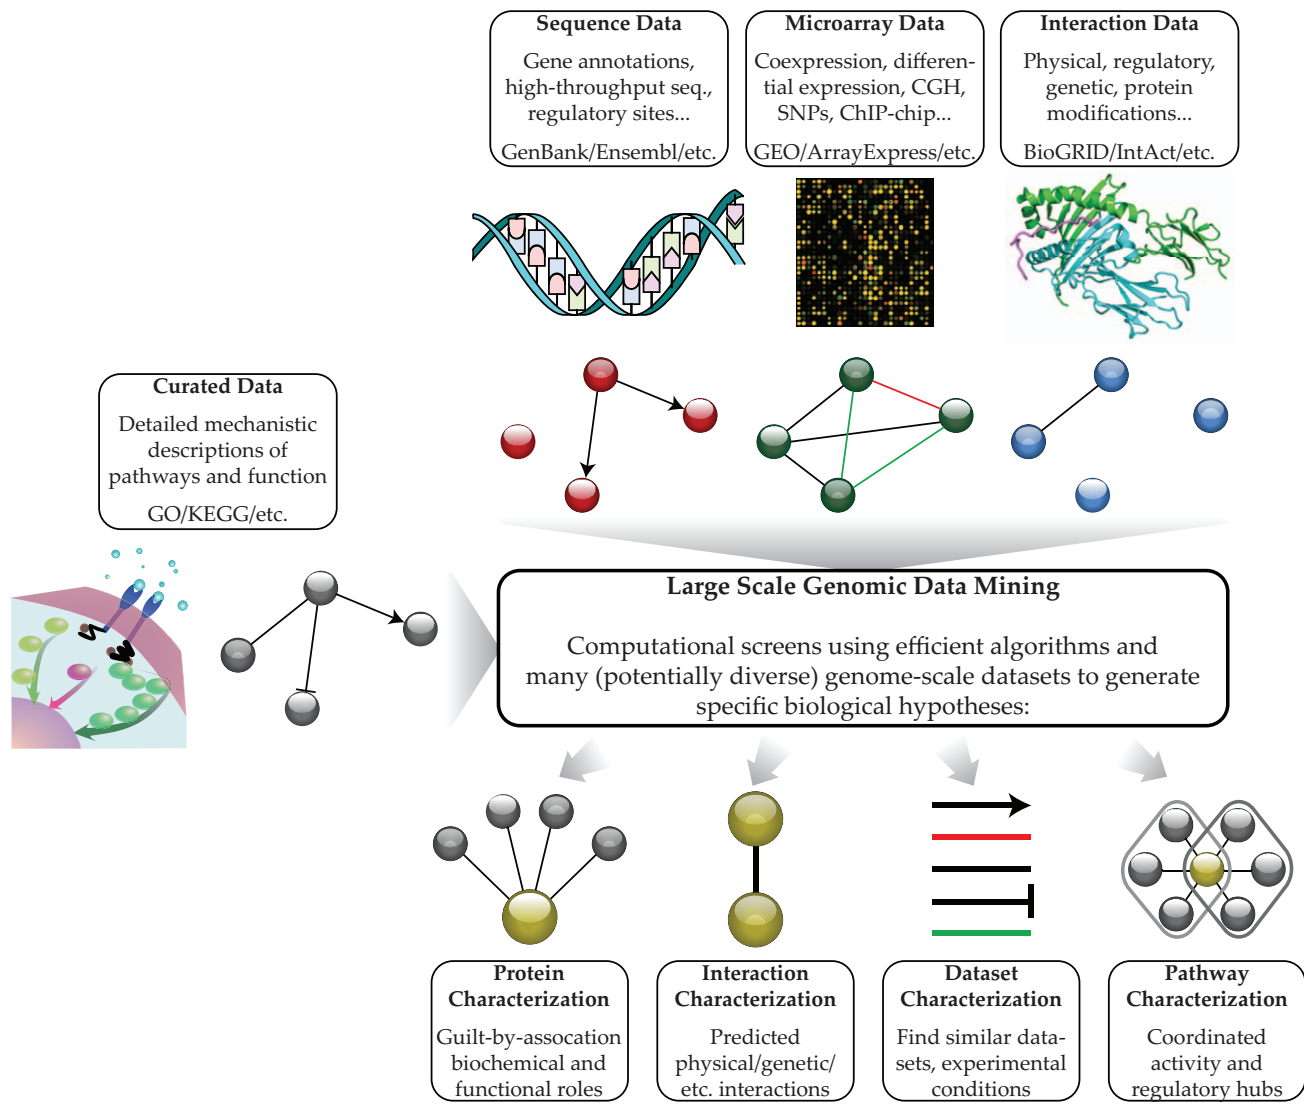 Sequence Data
Gene annotations,
high-throughput seq.,
regulatory sites...
GenBank/Ensembl/etc.
Microarray Data
Coexpression, differen-
tial expression, CGH,
SNPs, ChIP-chip...
GEO/ArrayExpress/etc.
Interaction Data
Physical, regulatory,
genetic, protein
modifications...
BioGRID/IntAct/etc.
Curated Data
Detailed mechanistic
descriptions of
pathways and function
GO/KEGG/etc.
Large Scale Genomic Data Mining
Computational screens using efficient algorithms and
many (potentially diverse) genome-scale datasets to generate
specific biological hypotheses:
Protein
Characterization
Guilt-by-assocation
biochemical and
functional roles
Interaction
Characterization
Predicted
physical/genetic/
etc. interactions
Dataset
Characterization
Find similar data-
sets, experimental
conditions
Pathway
Characterization
Coordinated
activity and
regulatory hubs